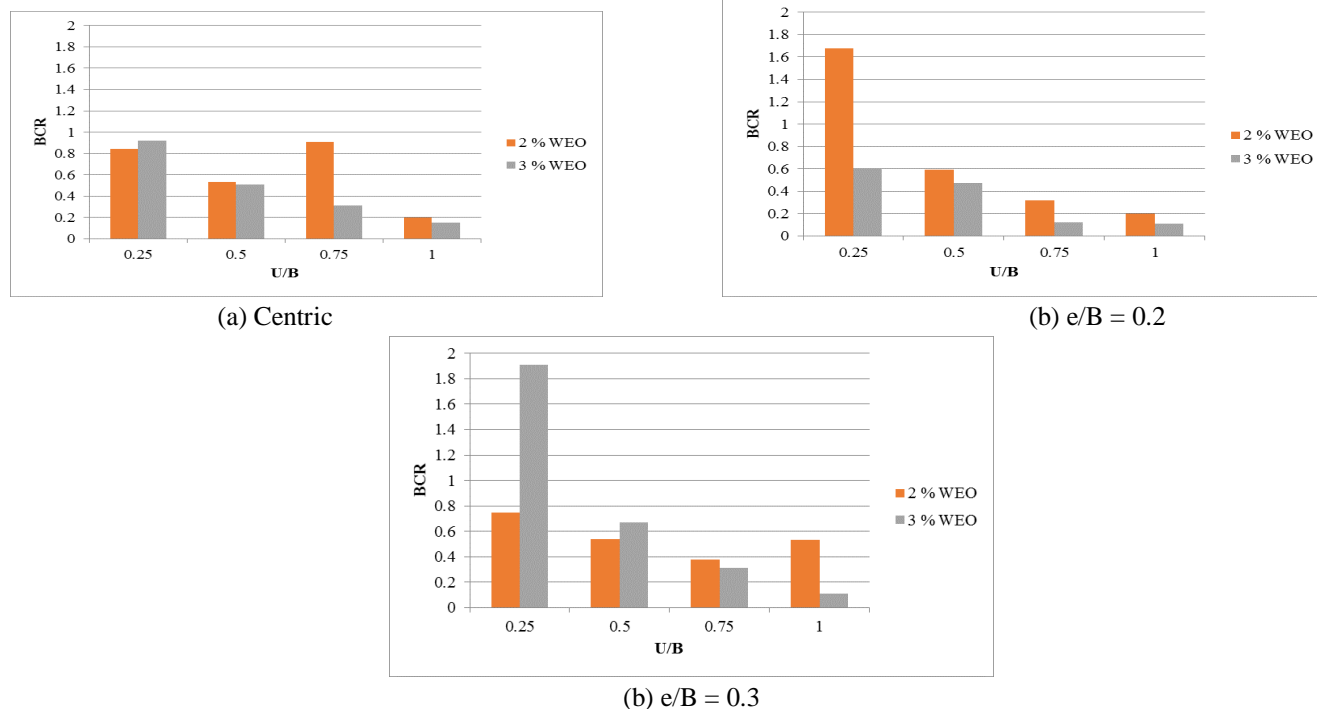 2
1.8
1.6
1.4
1.2
1
0.8
0.6
0.4
0.2
0
BCR
0.25 0.5 0.75 1
U/B
2 % WEO
3 % WEO
(a) Centric
2
1.8
1.6
1.4
1.2
1
0.8
0.6
0.4
0.2
0
BCR
0.25 0.5 0.75 1
U/B
2 % WEO
3 % WEO
(b) e/B = 0.2
2
1.8
1.6
1.4
1.2
1
0.8
0.6
0.4
0.2
0
BCR
0.25 0.5 0.75 1
U/B
2 % WEO
3 % WEO
(b) e/B = 0.3